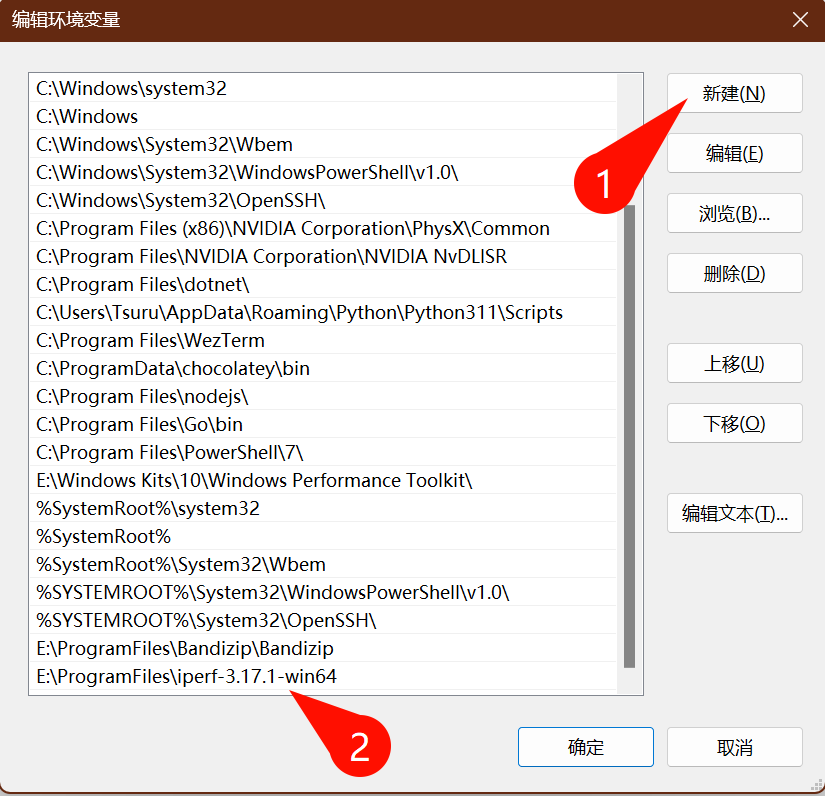 编辑环境变量
C:\Windows\system32
C:\Windows
C:\Windows\System32\Wbem
C:\Windows\System32\WindowsPowerShell\v1.0\
C:\Windows\System32\OpenSSH\
C:\Program Files (x86)\NVIDIA Corporation\PhysX\Common
C:\Program Files\NVIDIA Corporation\NVIDIA NvDLISR
C:\Program Files\dotnet\
C:\Users\Tsuru\AppData\Roaming\Python\Python311\Scripts
C:\Program Files\WezTerm
C:\ProgramData\chocolatey\bin
C:\Program Files\nodejs\
C:\Program Files\Go\bin
C:\Program Files\PowerShell\7\
E:\Windows Kits\10\Windows Performance Toolkit\
%SystemRoot%\system32
%SystemRoot%
%SystemRoot%\System32\Wbem
%SYSTEMROOT%\System32\WindowsPowerShell\v1.0\
%SYSTEMROOT%\System32\OpenSSH\
E:\ProgramFiles\Bandizip\Bandizip
E:\ProgramFiles\iperf-3.17.1-win64
新建(N)
1
编辑(E)
浏览(B)...
删除(D)
上移(U)
下移(O)
编辑文本(T)...
2
确定
取消